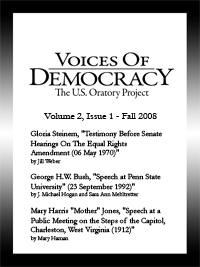 VOICES OF
DEMOCRACY
The U.S. Oratory Project
Volume 2, Issue 1 - Fall 2008
Gloria Steinem, "Testimony Before Senate
Hearings On The Equal Rights
Amendment (06 May 1970)"
by Jill Weber
George H.W. Bush, "Speech at Penn State
University" (23 September 1992)"
by J. Michael Hogan and Sara Ann Mehltretter
Mary Harris "Mother" Jones, "Speech at a
Public Meeting on the Steps of the Capitol,
Charleston, West Virginia (1912)"
by Mary Haman